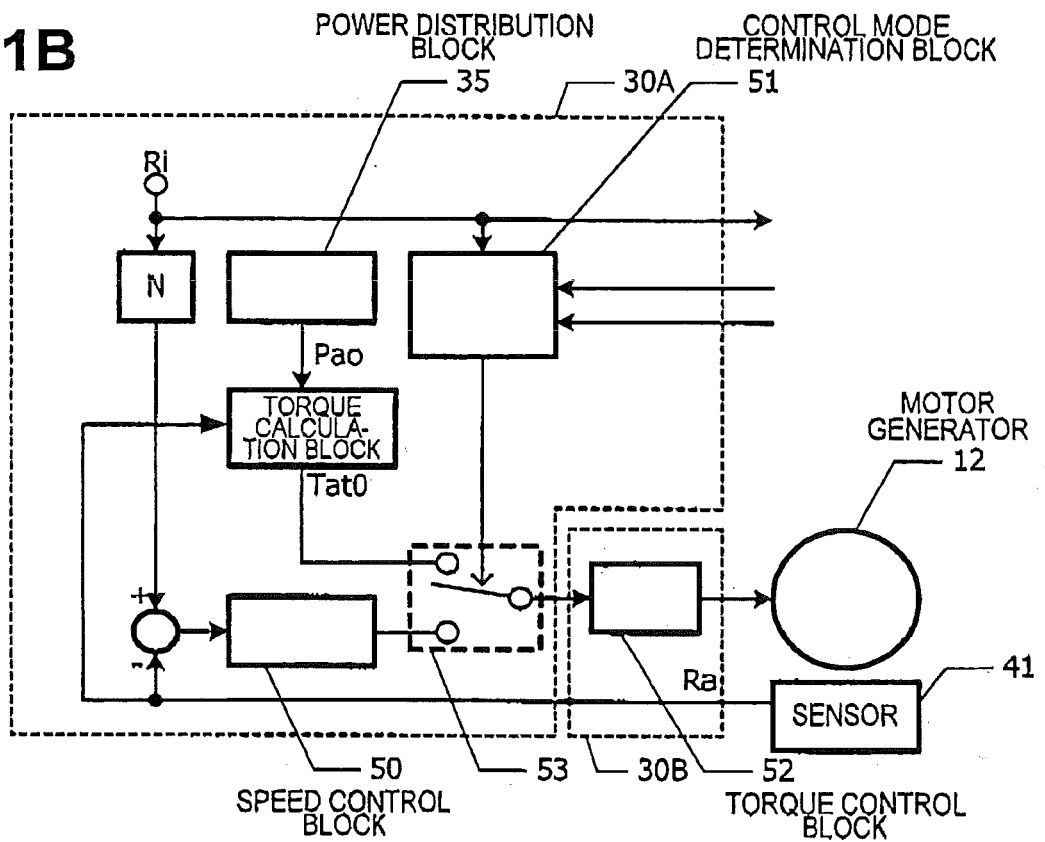 1B
POWER DISTRIBUTION
BLOCK
35
30A
CONTROL MODE
DETERMINATION BLOCK
51
Ri
N
Pao
TORQUE
CALCULA-
TION BLOCK
Tat0
MOTOR
GENERATOR
12
+
-
Ra
SENSOR
41
50
SPEED CONTROL
BLOCK
53
30B
52
TORQUE CONTROL
BLOCK